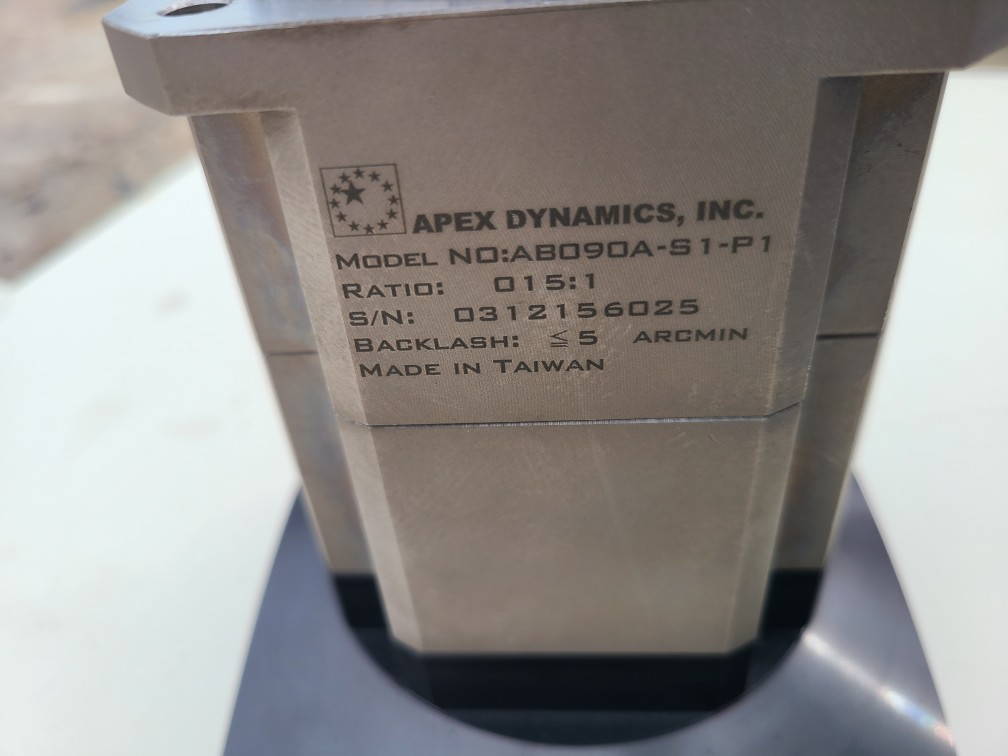 APEX DYNAMICS, INC.
MODEL NO:AB090A-S1-P1
RATIO: 015:1
S/N: 0312156025
BACKLASH: ≦5 ARCMIN
MADE IN TAIWAN